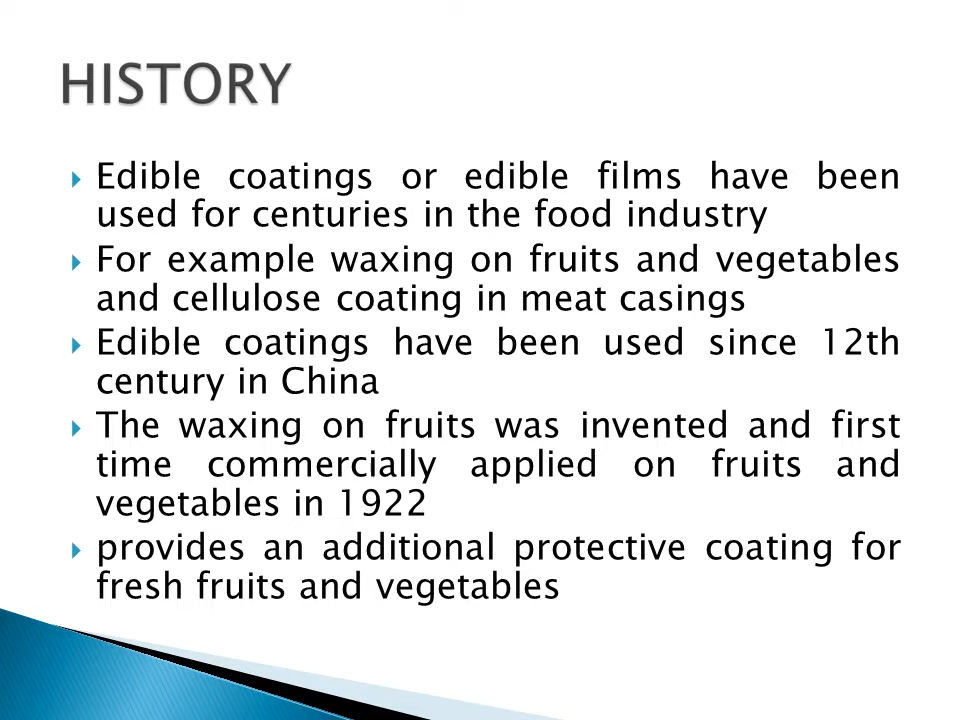 HISTORY
Edible coatings or edible films have been
used for centuries in the food industry
For example waxing on fruits and vegetables
and cellulose coating in meat casings
Edible coatings have been used since 12th
century in China
The waxing on fruits was invented and first
time commercially applied on fruits and
vegetables in 1922
provides an additional protective coating for
fresh fruits and vegetables